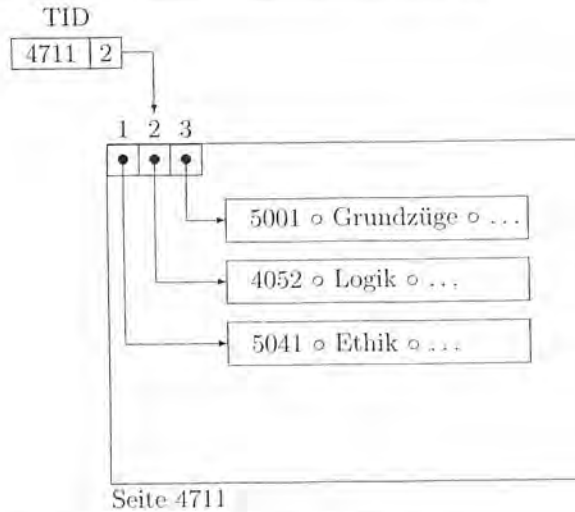 TID
4711 2
1 2 3
5001 ∘ Grundzüge ∘ ...
4052 ∘ Logik ∘ ...
5041 ∘ Ethik ∘ ...
Seite 4711